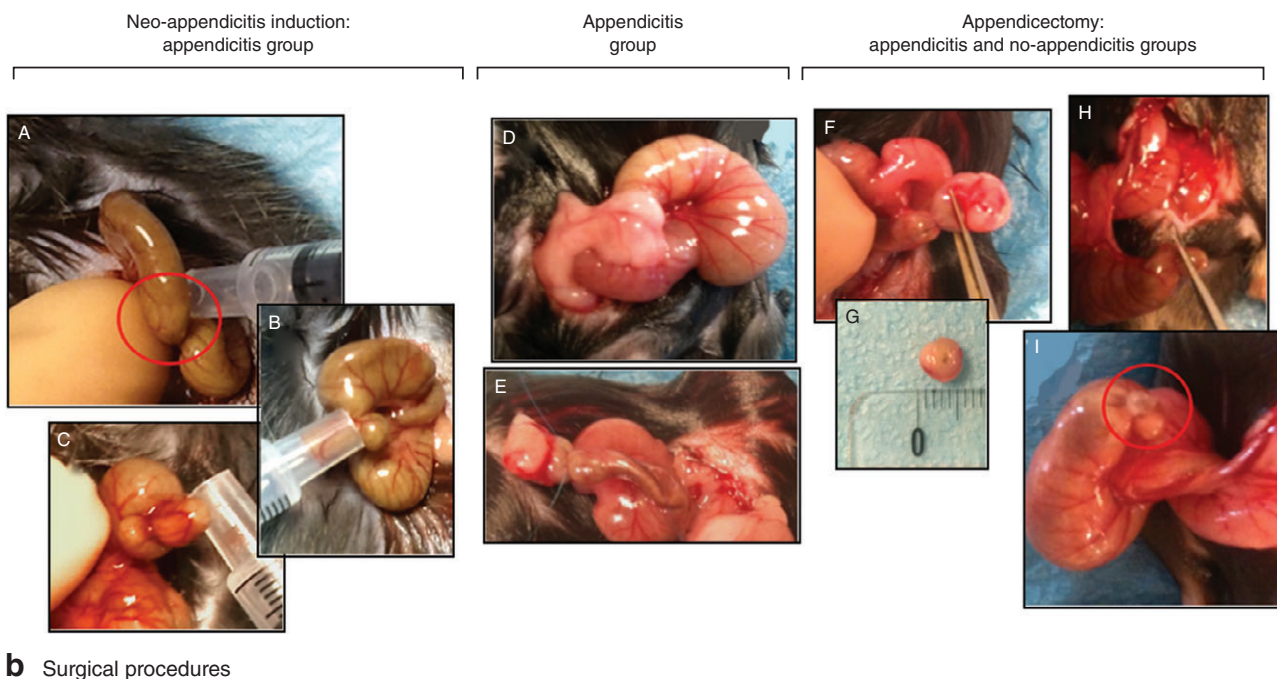 Neo-appendicitis induction:
appendicitis group
Appendicitis
group
Appendicectomy:
appendicitis and no-appendicitis groups
A
B
C
D
E
F
G
0
H
I
b Surgical procedures